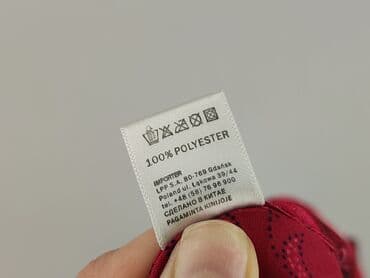 100% POLYESTER
IMPORTER
LPP S.A. 80-769 Gdańsk
Poland ul. Łąkowa 39/44
tel. +48 (58) 76 96 900
СДЕЛАНО В КИТАЕ
PAGAMINTA KINIJOJE